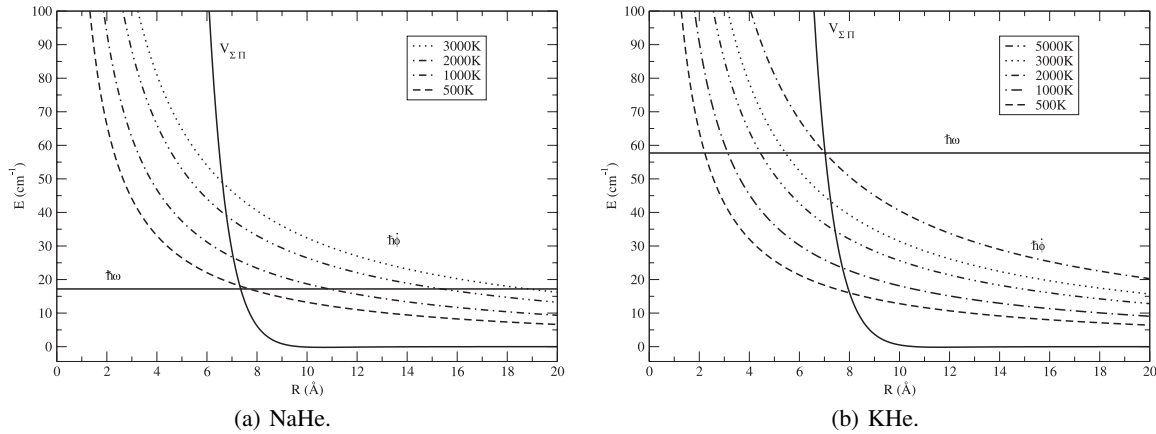 100
90
80
70
60
50
40
30
20
10
0
E (cm⁻¹)
V_{Σ Π}
3000K
2000K
1000K
500K
ħφ̇
ħω
0 2 4 6 8 10 12 14 16 18 20
R (Å)
(a) NaHe.
100
90
80
70
60
50
40
30
20
10
0
E (cm⁻¹)
V_{Σ Π}
5000K
3000K
2000K
1000K
500K
ħω
ħφ̇
0 2 4 6 8 10 12 14 16 18 20
R (Å)
(b) KHe.